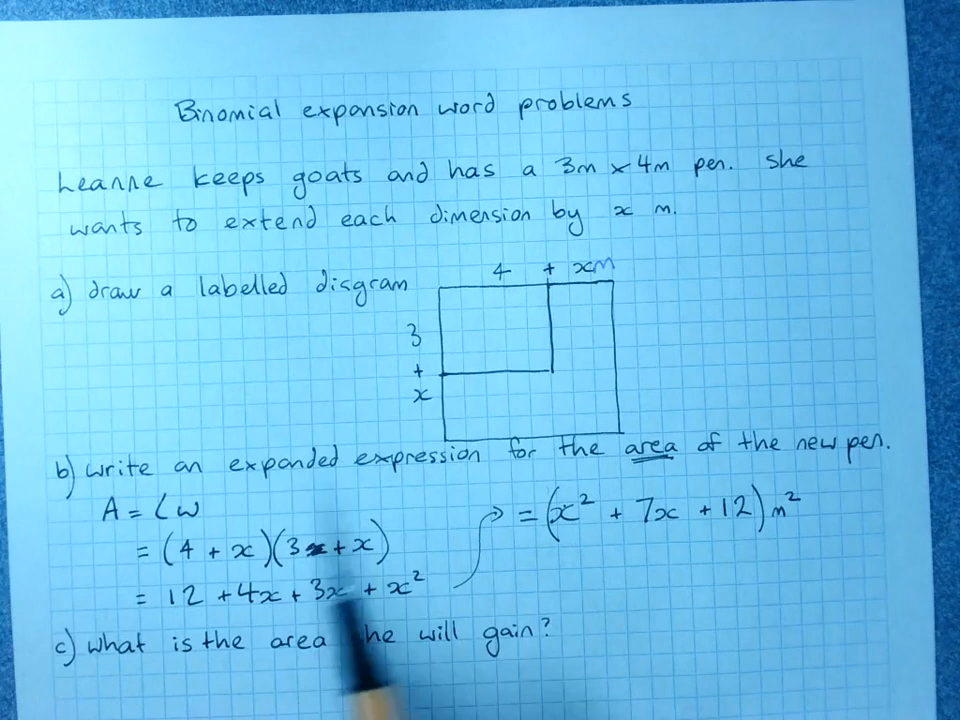 Binomial expansion word problems
Leanne keeps goats and has a 3m × 4m pen. She
wants to extend each dimension by x m.
a) draw a labelled diagram
4 + xm
3
+
x
b) write an expanded expression for the area of the new pen.
A = Lw
= (4 + x)(3 + x)
= 12 + 4x + 3x + x²
= (x² + 7x + 12) m²
c) what is the area he will gain?